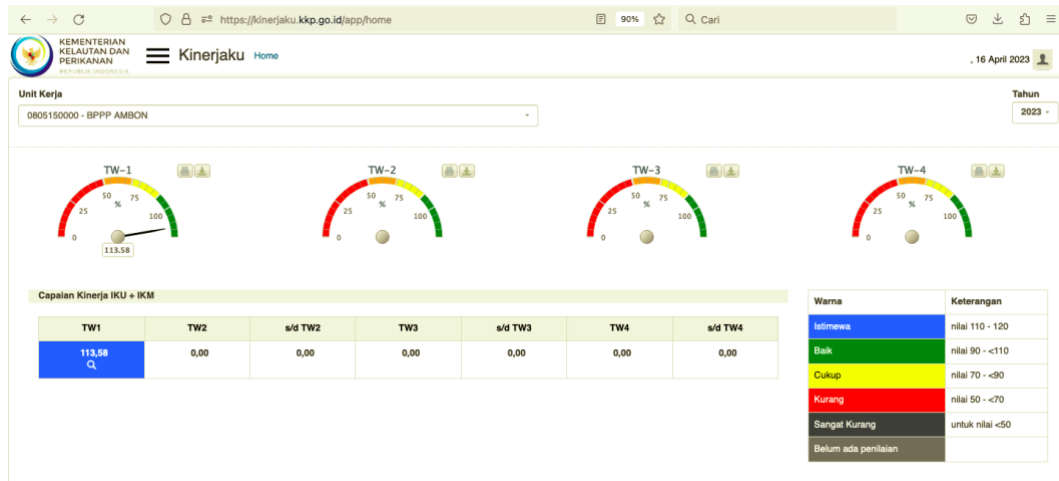 https://kinerjaku.kkp.go.id/app/home
90%
Cari
KEMENTERIAN
KELAUTAN DAN
PERIKANAN
REPUBLIK INDONESIA
Kinerjaku Home
, 16 April 2023
Unit Kerja
Tahun
0805150000 - BPPP AMBON
2023
TW-1
0 25 50 75 100
%
113.58
TW-2
0 25 50 75 100
%
TW-3
0 25 50 75 100
%
TW-4
0 25 50 75 100
%
Capaian Kinerja IKU + IKM
TW1 TW2 s/d TW2 TW3 s/d TW3 TW4 s/d TW4
113,58 0,00 0,00 0,00 0,00 0,00 0,00
Warna Keterangan
Istimewa nilai 110 - 120
Baik nilai 90 - <110
Cukup nilai 70 - <90
Kurang nilai 50 - <70
Sangat Kurang untuk nilai <50
Belum ada penilaian